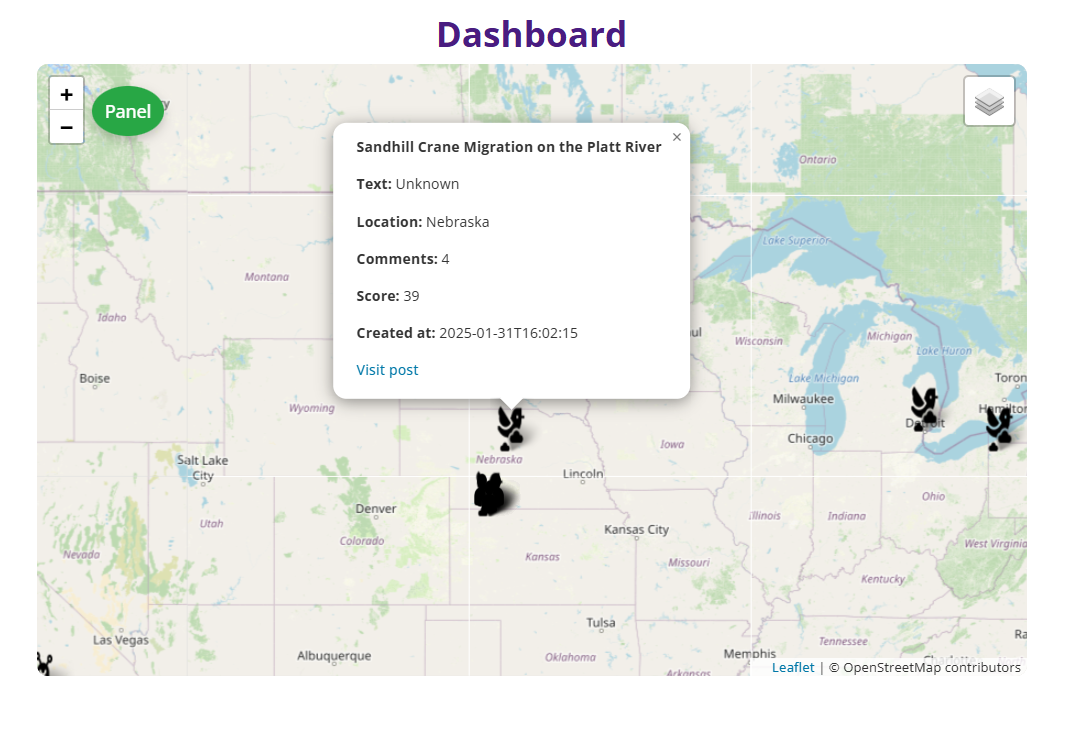 Dashboard
+
Panel
−
Sandhill Crane Migration on the Platt River
×
Text: Unknown
Location: Nebraska
Comments: 4
Score: 39
Created at: 2025-01-31T16:02:15
Visit post
Ontario
Lake Superior
Montana
Idaho
Wisconsin
Michigan
Lake Huron
Boise
Lake Michigan
Wyoming
Milwaukee
Chicago
Salt Lake City
Nebraska
Iowa
Lincoln
Denver
Ohio
Utah
Illinois
Indiana
Colorado
Kansas City
West Virginia
Nevada
Kansas
Missouri
Kentucky
Las Vegas
Tulsa
Tennessee
Albuquerque
Oklahoma
Memphis
Arkansas
Leaflet | © OpenStreetMap contributors